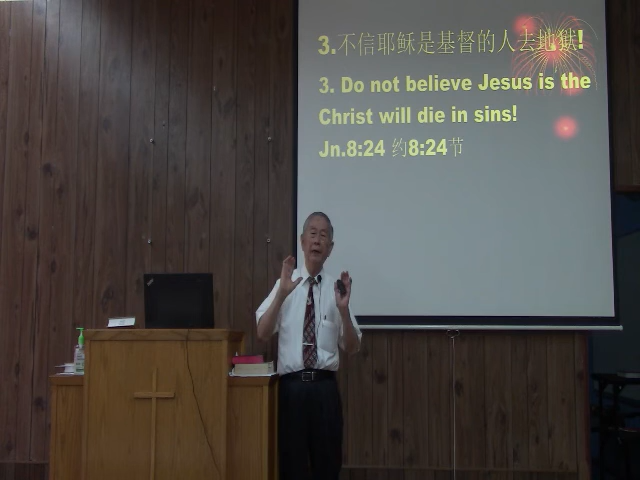 3.不信耶稣是基督的人去地獄!
3. Do not believe Jesus is the
Christ will die in sins!
Jn.8:24 约8:24节